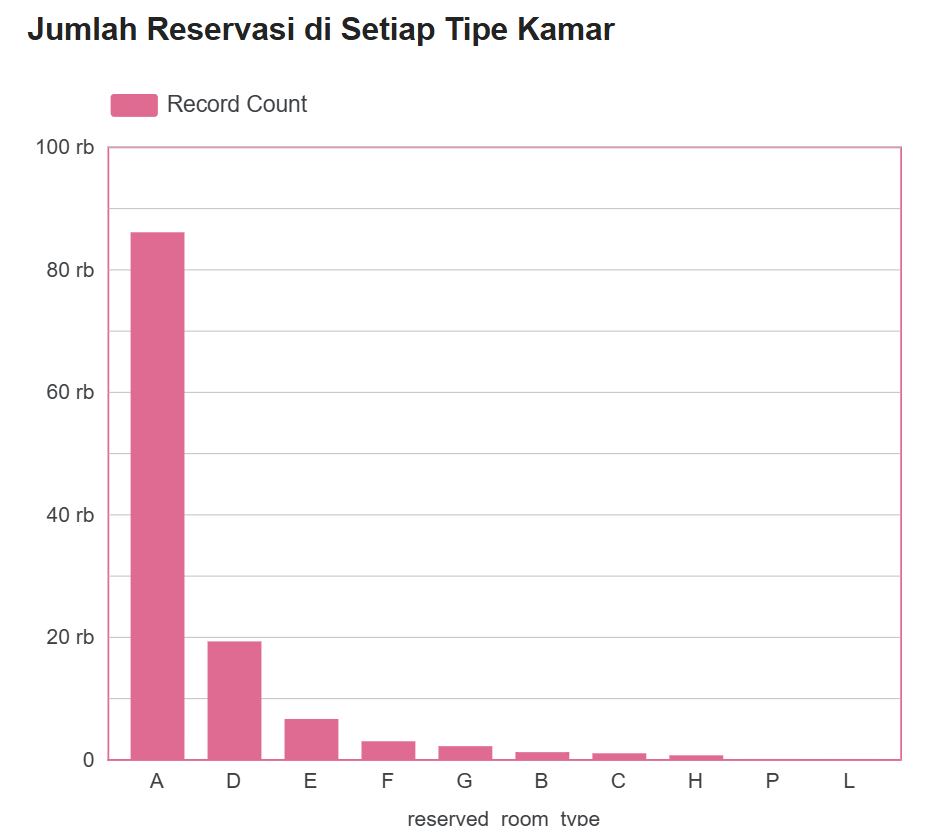 Jumlah Reservasi di Setiap Tipe Kamar
Record Count
100 rb
80 rb
60 rb
40 rb
20 rb
0
A D E F G B C H P L
reserved_room_type